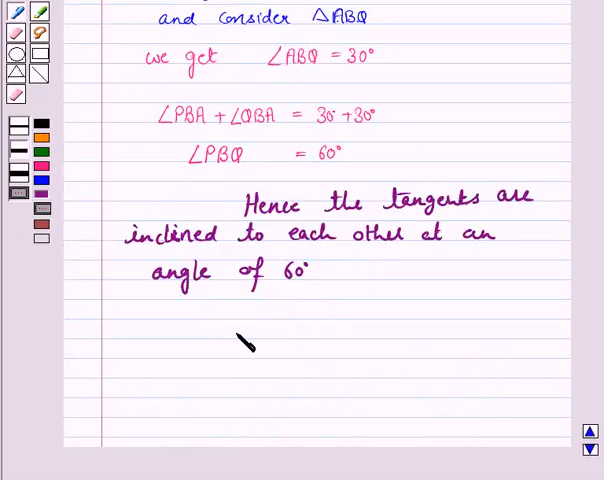 and consider △ABQ
we get ∠ABQ = 30°
∠PBA + ∠QBA = 30° + 30°
∠PBQ = 60°
Hence the tangents are
inclined to each other at an
angle of 60°